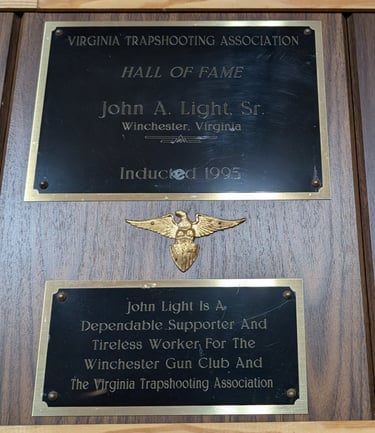 VIRGINIA TRAPSHOOTING ASSOCIATION
HALL OF FAME
John A. Light, Sr.
Winchester, Virginia
Inducted 1995
John Light Is A
Dependable Supporter And
Tireless Worker For The
Winchester Gun Club And
The Virginia Trapshooting Association